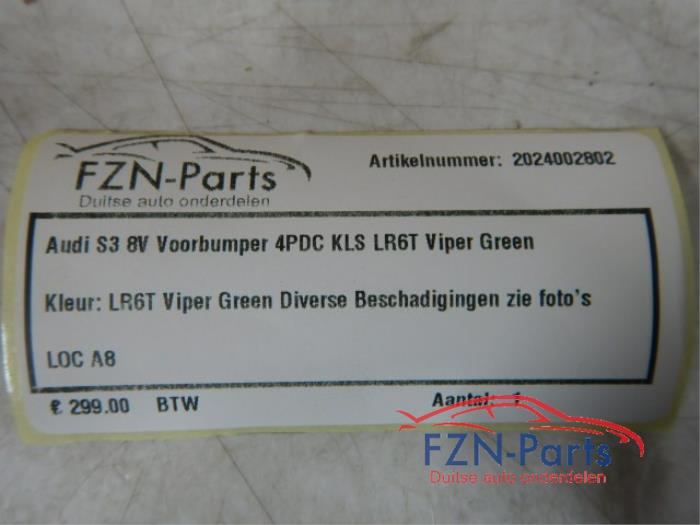 FZN-Parts
Duitse auto onderdelen
Artikelnummer: 2024002802
Audi S3 8V Voorbumper 4PDC KLS LR6T Viper Green
Kleur: LR6T Viper Green Diverse Beschadigingen zie foto's
LOC A8
€ 299.00 BTW
Aantal: 1
FZN-Parts
Duitse auto onderdelen